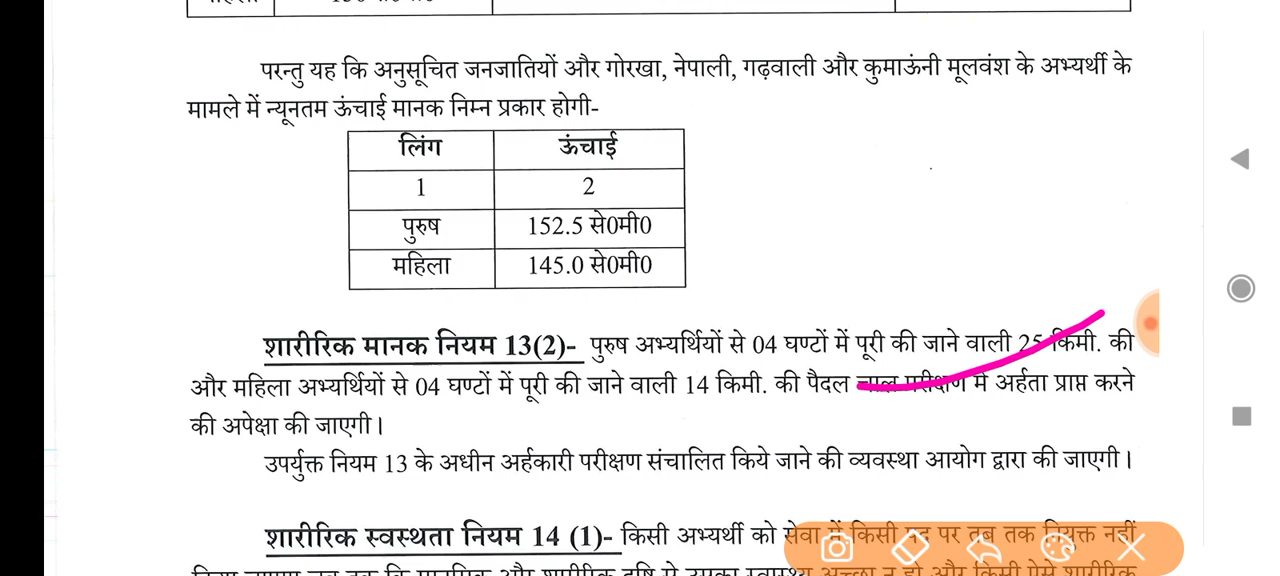 परन्तु यह कि अनुसूचित जनजातियों और गोरखा, नेपाली, गढ़वाली और कुमाऊंनी मूलवंश के अभ्यर्थी के
मामले में न्यूनतम ऊंचाई मानक निम्न प्रकार होगी-
लिंग ऊंचाई
1 2
पुरुष 152.5 से0मी0
महिला 145.0 से0मी0
शारीरिक मानक नियम 13(2)- पुरुष अभ्यर्थियों से 04 घण्टों में पूरी की जाने वाली 25 किमी. की
और महिला अभ्यर्थियों से 04 घण्टों में पूरी की जाने वाली 14 किमी. की पैदल चाल परीक्षण में अर्हता प्राप्त करने
की अपेक्षा की जाएगी।
उपर्युक्त नियम 13 के अधीन अर्हकारी परीक्षण संचालित किये जाने की व्यवस्था आयोग द्वारा की जाएगी।
शारीरिक स्वस्थता नियम 14 (1)- किसी अभ्यर्थी को सेवा में किसी पद पर तब तक नियुक्त नहीं